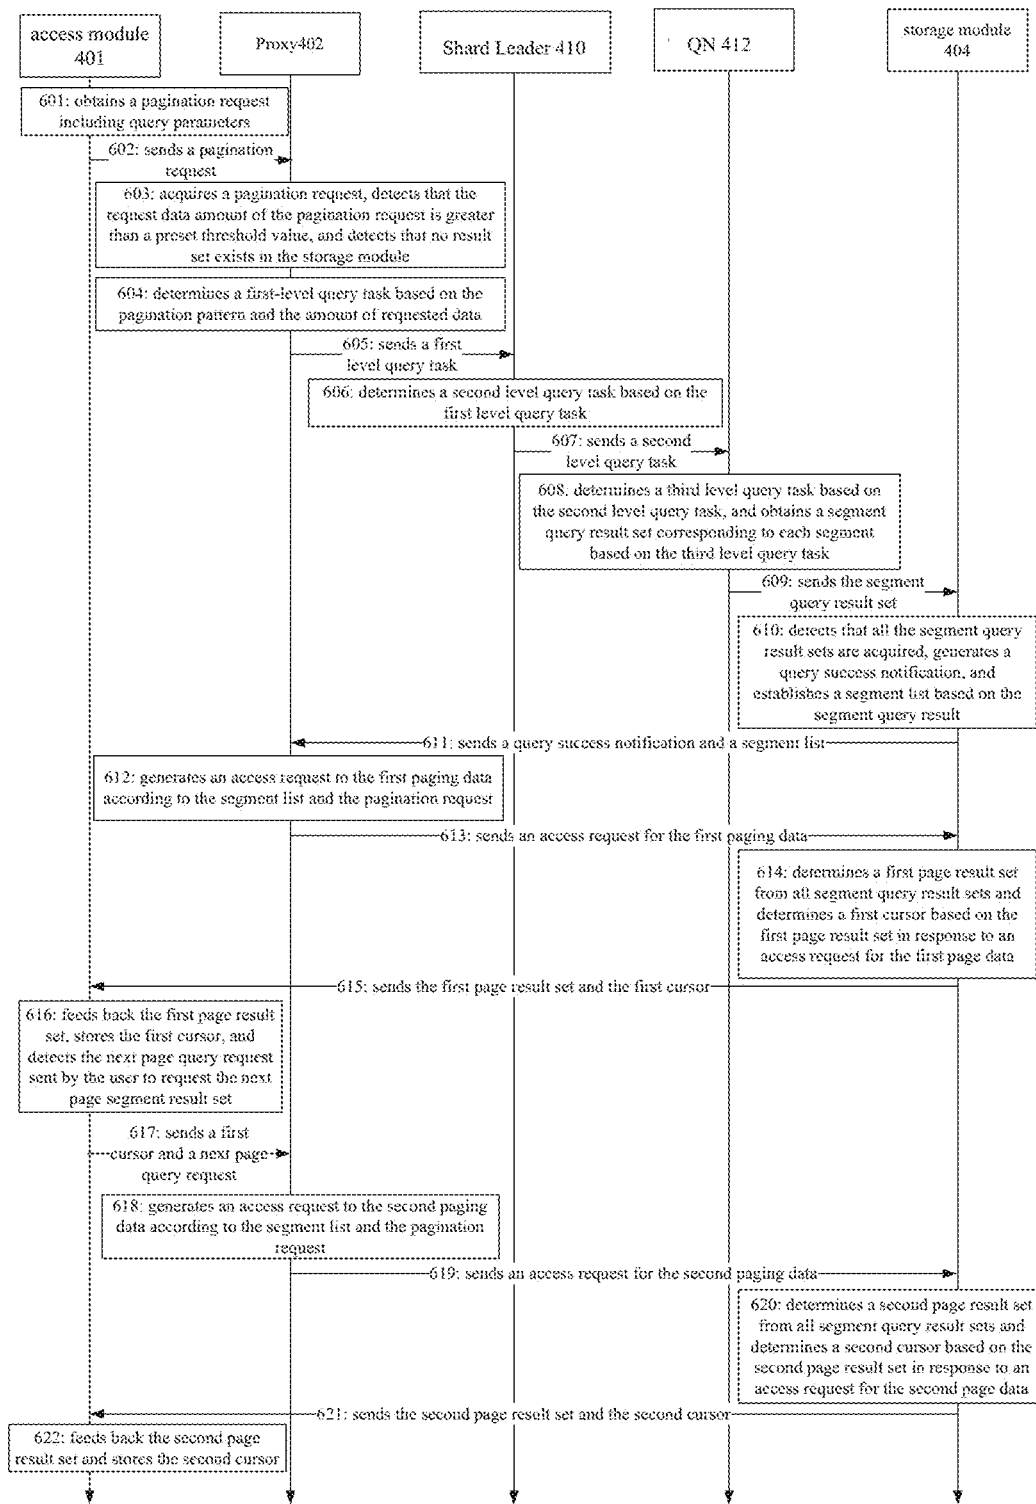 access module
401
Proxy402
Shard Leader 410
QN 412
storage module
404
601: obtains a pagination request
including query parameters
602: sends a pagination
request
603: acquires a pagination request, detects that the
request data amount of the pagination request is greater
than a preset threshold value, and detects that no result
set exists in the storage module
604: determines a first-level query task based on the
pagination pattern and the amount of requested data
605: sends a first
level query task
606: determines a second level query task based on the
first level query task
607: sends a second
level query task
608: determines a third level query task based on
the second level query task, and obtains a segment
query result set corresponding to each segment
based on the third level query task
609: sends the segment
query result set
610: detects that all the segment query
result sets are acquired, generates a
query success notification, and
establishes a segment list based on the
segment query result
611: sends a query success notification and a segment list
612: generates an access request to the first paging data
according to the segment list and the pagination request
613: sends an access request for the first paging data
614: determines a first page result set
from all segment query result sets and
determines a first cursor based on the
first page result set in response to an
access request for the first page data
615: sends the first page result set and the first cursor
616: feeds back the first page result
set, stores the first cursor, and
detects the next page query request
sent by the user to request the next
page segment result set
617: sends a first
cursor and a next page
query request
618: generates an access request to the second paging
data according to the segment list and the pagination
request
619: sends an access request for the second paging data
620: determines a second page result set
from all segment query result sets and
determines a second cursor based on the
second page result set in response to an
access request for the second page data
621: sends the second page result set and the second cursor
622: feeds back the second page
result set and stores the second cursor